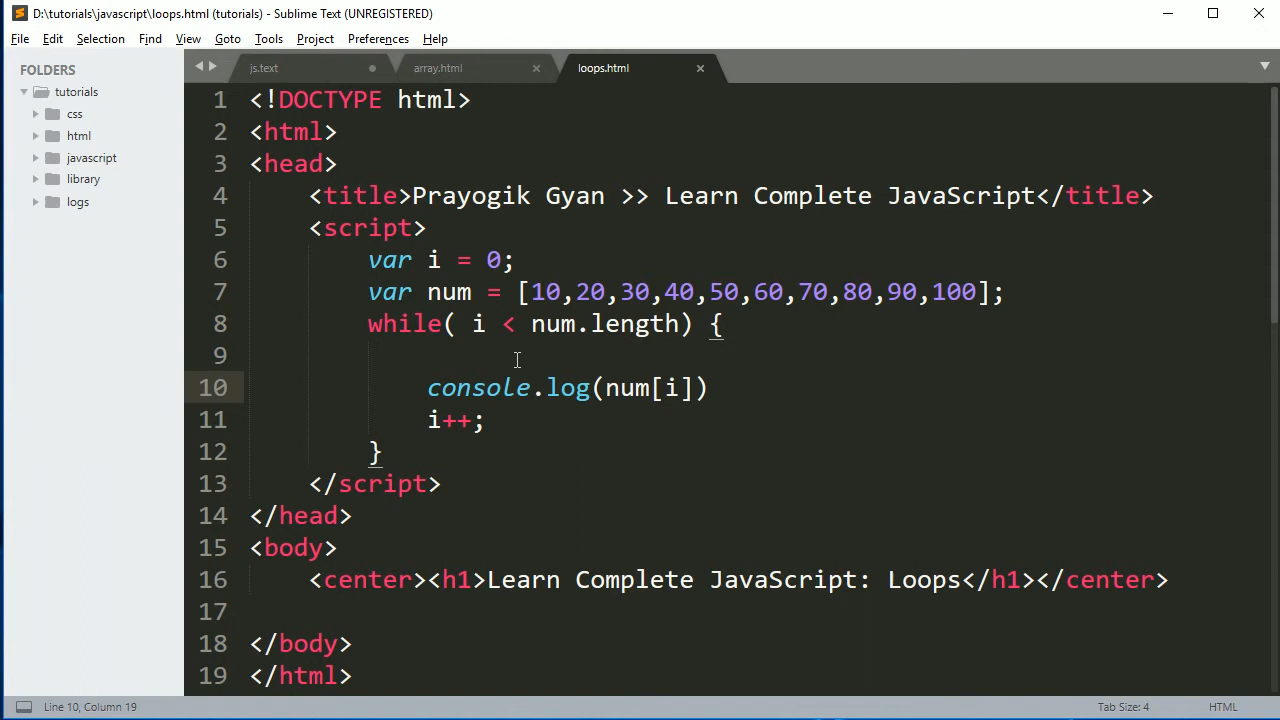 D:\tutorials\javascript\loops.html (tutorials) - Sublime Text (UNREGISTERED)
File Edit Selection Find View Goto Tools Project Preferences Help
FOLDERS
tutorials
css
html
javascript
library
logs
js.text array.html loops.html
1 <!DOCTYPE html>
2 <html>
3 <head>
4 <title>Prayogik Gyan >> Learn Complete JavaScript</title>
5 <script>
6 var i = 0;
7 var num = [10,20,30,40,50,60,70,80,90,100];
8 while( i < num.length) {
9
10 console.log(num[i])
11 i++;
12 }
13 </script>
14 </head>
15 <body>
16 <center><h1>Learn Complete JavaScript: Loops</h1></center>
17
18 </body>
19 </html>
Line 10, Column 19 Tab Size: 4 HTML